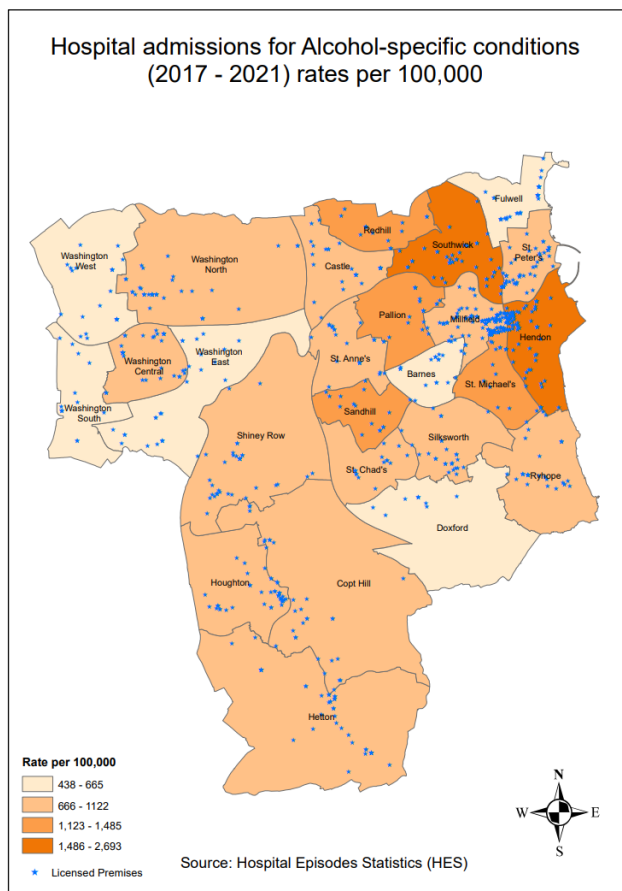 Hospital admissions for Alcohol-specific conditions
(2017 - 2021) rates per 100,000
Fulwell
Redhill
Southwick
St.
Peter's
Washington
West
Washington
North
Castle
Pallion
Millfield
Hendon
Washington
Central
Washington
East
St. Anne's
Barnes
St. Michael's
Washington
South
Sandhill
Shiney Row
Silksworth
St. Chad's
Ryhope
Doxford
Houghton
Copt Hill
Hetton
Rate per 100,000
438 - 665
666 - 1122
1,123 - 1,485
1,486 - 2,693
Licensed Premises
Source: Hospital Episodes Statistics (HES)
N
W E
S